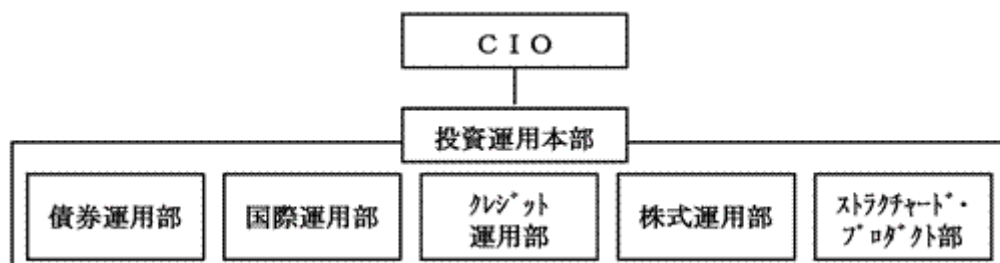 ＣＩＯ
投資運用本部
債券運用部
国際運用部
ｸﾚｼﾞｯﾄ
運用部
株式運用部
ｽﾄﾗｸﾁｬｰﾄﾞ・
ﾌﾟﾛﾀﾞｸﾄ部